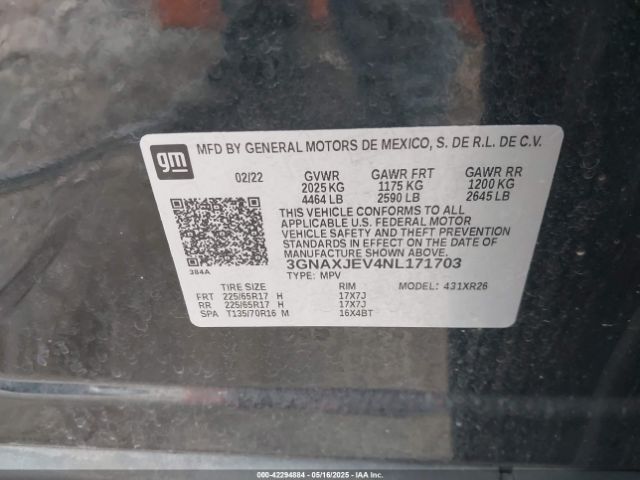 gm
MFD BY GENERAL MOTORS DE MEXICO, S. DE R.L. DE C.V.
02/22 GVWR GAWR FRT GAWR RR
2025 KG 1175 KG 1200 KG
4464 LB 2590 LB 2645 LB
THIS VEHICLE CONFORMS TO ALL
APPLICABLE U.S. FEDERAL MOTOR
VEHICLE SAFETY AND THEFT PREVENTION
STANDARDS IN EFFECT ON THE DATE OF
MANUFACTURE SHOWN ABOVE.
3GNAXJEV4NL171703
384A TYPE: MPV MODEL: 431XR26
TIRE SIZE RIM
FRT 225/65R17 H 17X7J
RR 225/65R17 H 17X7J
SPA T135/70R16 M 16X4BT
000-42294884 | 05/16/2025 | IAA Inc.